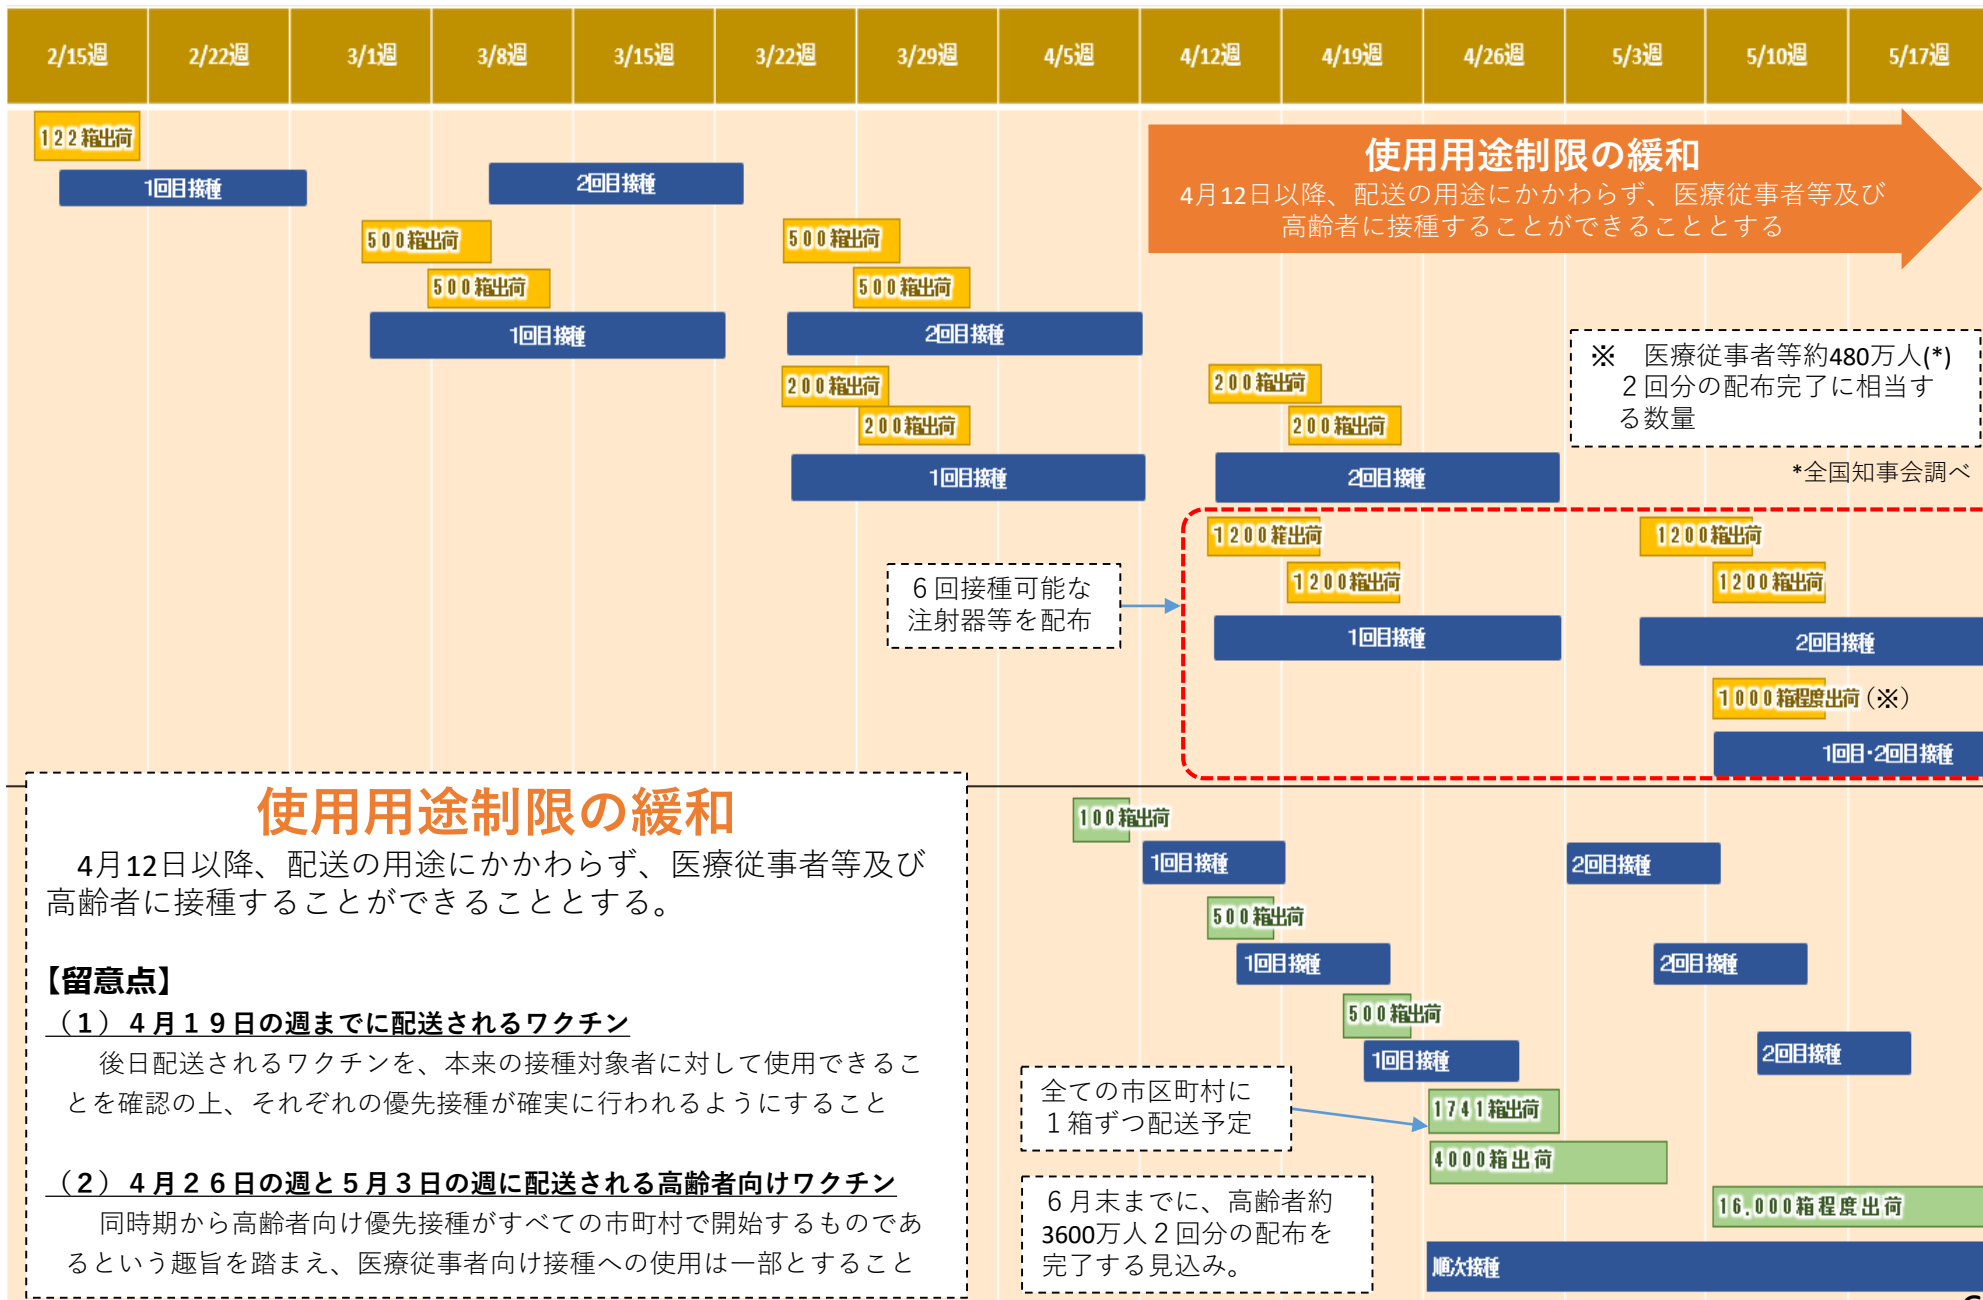 2/15週
2/22週
3/1週
3/8週
3/15週
3/22週
3/29週
4/5週
4/12週
4/19週
4/26週
5/3週
5/10週
5/17週
122箱出荷
1回目接種
2回目接種
使用用途制限の緩和
4月12日以降、配送の用途にかかわらず、医療従事者等及び
高齢者に接種することができることとする
500箱出荷
500箱出荷
500箱出荷
500箱出荷
1回目接種
2回目接種
200箱出荷
200箱出荷
200箱出荷
200箱出荷
1回目接種
2回目接種
※ 医療従事者等約480万人(*)
2回分の配布完了に相当す
る数量
*全国知事会調べ
1200箱出荷
1200箱出荷
1200箱出荷
1200箱出荷
6回接種可能な
注射器等を配布
1回目接種
2回目接種
1000箱程度出荷(※)
1回目・2回目接種
使用用途制限の緩和
4月12日以降、配送の用途にかかわらず、医療従事者等及び
高齢者に接種することができることとする。
【留意点】
(1)4月19日の週までに配送されるワクチン
後日配送されるワクチンを、本来の接種対象者に対して使用できるこ
とを確認の上、それぞれの優先接種が確実に行われるようにすること
(2)4月26日の週と5月3日の週に配送される高齢者向けワクチン
同時期から高齢者向け優先接種がすべての市町村で開始するものであ
るという趣旨を踏まえ、医療従事者向け接種への使用は一部とすること
100箱出荷
1回目接種
2回目接種
500箱出荷
1回目接種
2回目接種
500箱出荷
1回目接種
2回目接種
全ての市区町村に
1箱ずつ配送予定
1741箱出荷
4000箱出荷
6月末までに、高齢者約
3600万人2回分の配布を
完了する見込み。
16.000箱程度出荷
順次接種